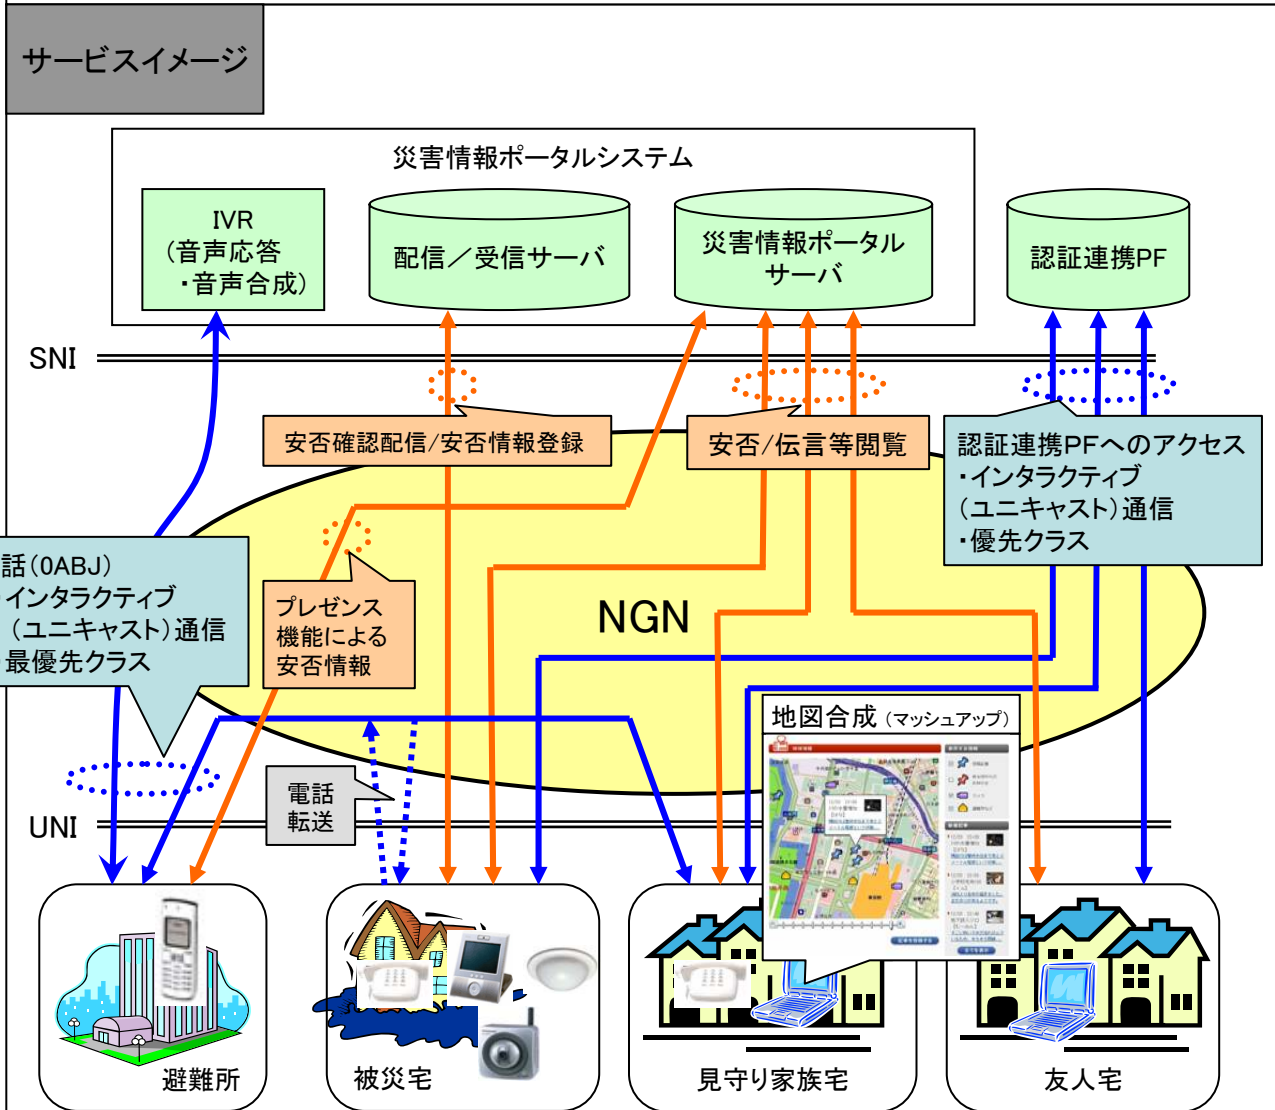 サービスイメージ
災害情報ポータルシステム
IVR
(音声応答
・音声合成)
配信／受信サーバ
災害情報ポータル
サーバ
認証連携PF
SNI
安否確認配信/安否情報登録
安否/伝言等閲覧
認証連携PFへのアクセス
・インタラクティブ
(ユニキャスト)通信
・優先クラス
話(0ABJ)
インタラクティブ
(ユニキャスト)通信
最優先クラス
プレゼンス
機能による
安否情報
NGN
地図合成 (マッシュアップ)
電話
転送
UNI
避難所
被災宅
見守り家族宅
友人宅